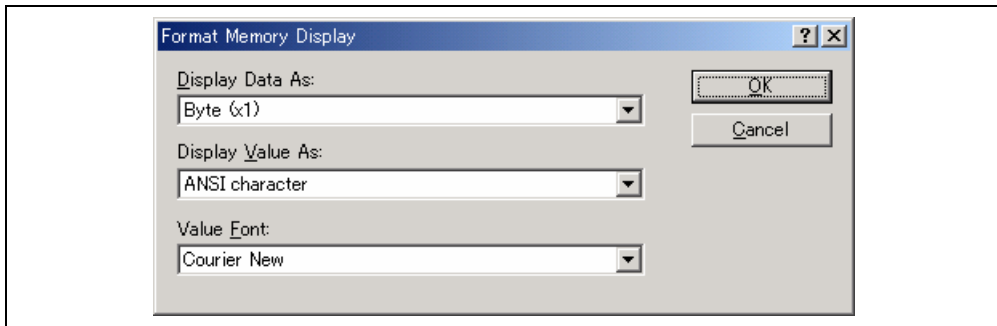 Format Memory Display
Display Data As:
Byte (x1)
OK
Cancel
Display Value As:
ANSI character
Value Font:
Courier New